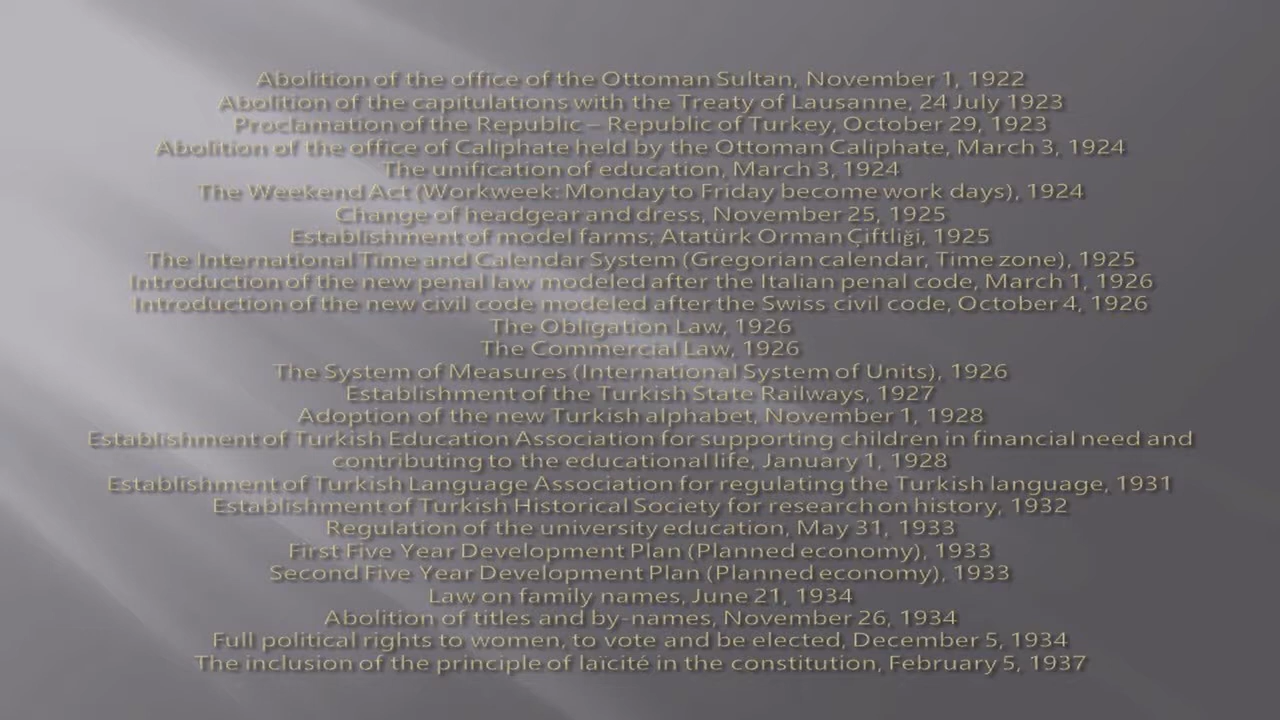 Abolition of the office of the Ottoman Sultan, November 1, 1922
Abolition of the capitulations with the Treaty of Lausanne, 24 July 1923
Proclamation of the Republic – Republic of Turkey, October 29, 1923
Abolition of the office of Caliphate held by the Ottoman Caliphate, March 3, 1924
The unification of education, March 3, 1924
The Weekend Act (Workweek: Monday to Friday become work days), 1924
Change of headgear and dress, November 25, 1925
Establishment of model farms; Atatürk Orman Çiftliği, 1925
The International Time and Calendar System (Gregorian calendar, Time zone), 1925
Introduction of the new penal law modeled after the Italian penal code, March 1, 1926
Introduction of the new civil code modeled after the Swiss civil code, October 4, 1926
The Obligation Law, 1926
The Commercial Law, 1926
The System of Measures (International System of Units), 1926
Establishment of the Turkish State Railways, 1927
Adoption of the new Turkish alphabet, November 1, 1928
Establishment of Turkish Education Association for supporting children in financial need and
contributing to the educational life, January 1, 1928
Establishment of Turkish Language Association for regulating the Turkish language, 1931
Establishment of Turkish Historical Society for research on history, 1932
Regulation of the university education, May 31, 1933
First Five Year Development Plan (Planned economy), 1933
Second Five Year Development Plan (Planned economy), 1933
Law on family names, June 21, 1934
Abolition of titles and by-names, November 26, 1934
Full political rights to women, to vote and be elected, December 5, 1934
The inclusion of the principle of laïcité in the constitution, February 5, 1937